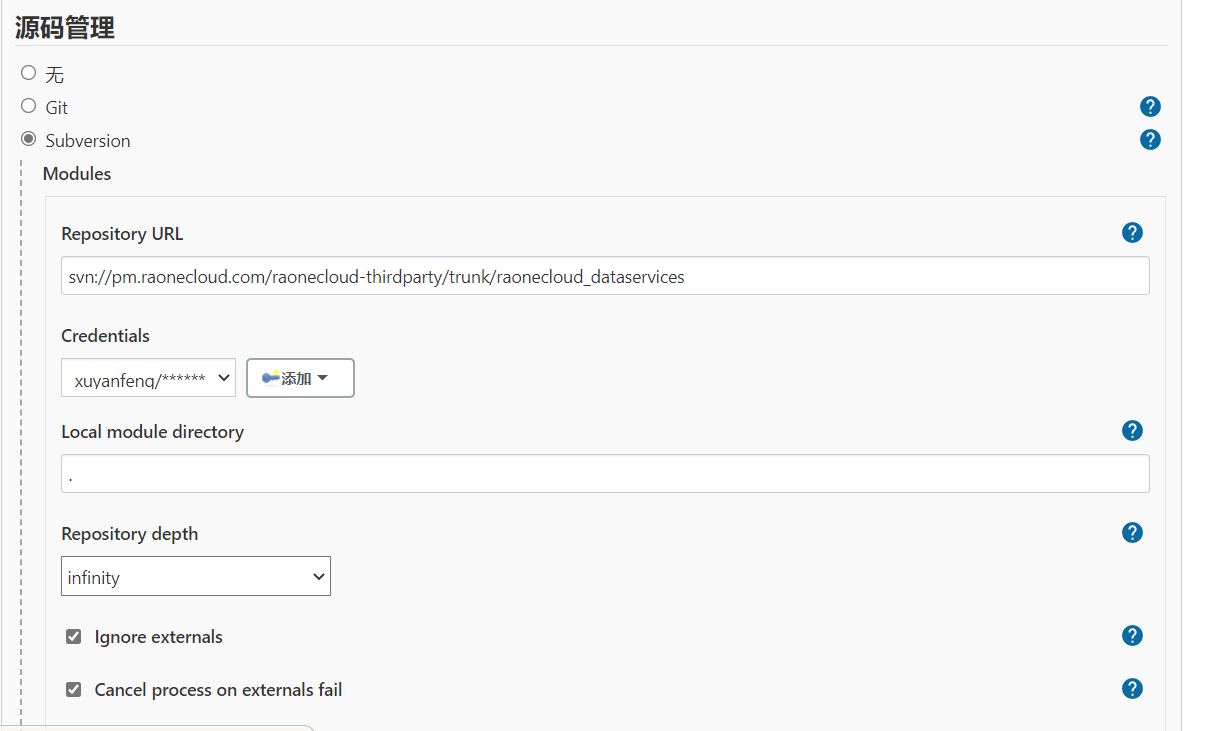 源码管理
无
Git
?
Subversion
?
Modules
Repository URL
?
svn://pm.raonecloud.com/raonecloud-thirdparty/trunk/raonecloud_dataservices
Credentials
xuyanfeng/******
添加
Local module directory
?
.
Repository depth
?
infinity
Ignore externals
?
Cancel process on externals fail
?